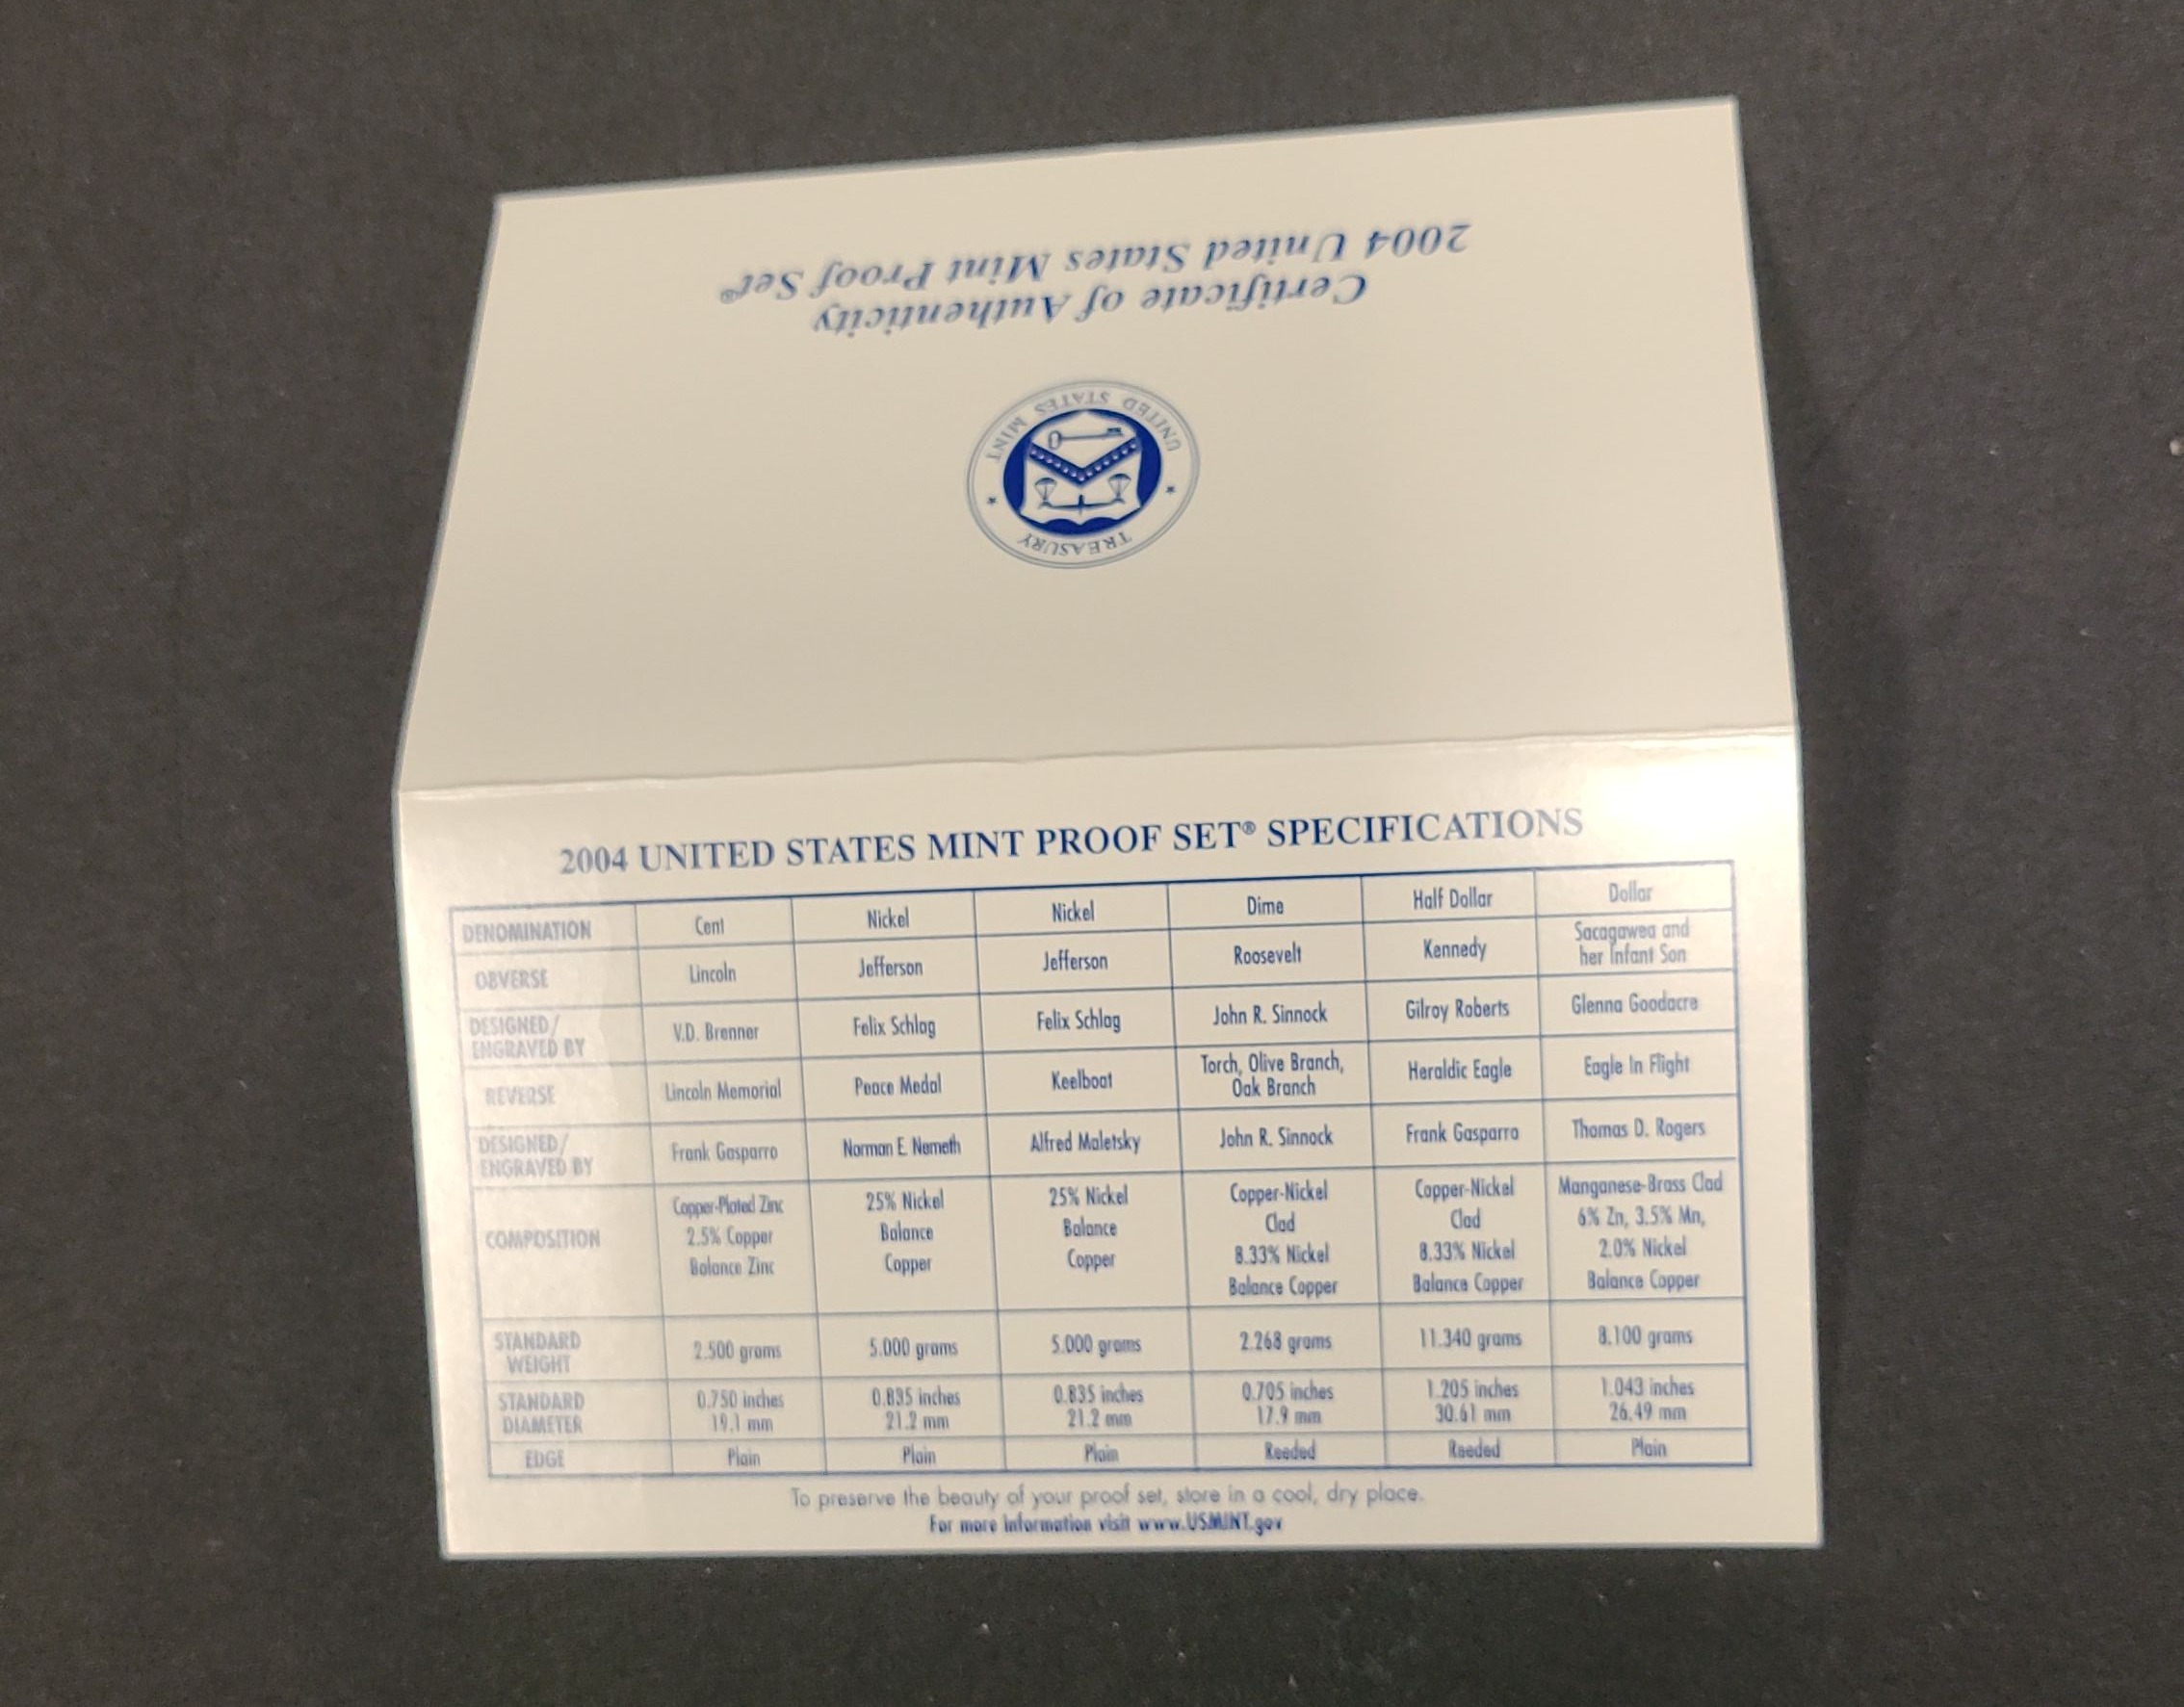 2004 United States Mint Proof Set®
Certificate of Authenticity
UNITED STATES MINT
TREASURY
2004 UNITED STATES MINT PROOF SET® SPECIFICATIONS
DENOMINATION Cent Nickel Nickel Dime Half Dollar Dollar
OBVERSE Lincoln Jefferson Jefferson Roosevelt Kennedy Sacagawea and
her Infant Son
DESIGNED/ V.D. Brenner Felix Schlag Felix Schlag John R. Sinnock Gilroy Roberts Glenna Goodacre
ENGRAVED BY
REVERSE Lincoln Memorial Peace Medal Keelboat Torch, Olive Branch, Heraldic Eagle Eagle In Flight
Oak Branch
DESIGNED/ Frank Gasparro Norman E. Nemeth Alfred Maletsky John R. Sinnock Frank Gasparro Thomas D. Rogers
ENGRAVED BY
COMPOSITION Copper-Plated Zinc 25% Nickel 25% Nickel Copper-Nickel Copper-Nickel Manganese-Brass Clad
2.5% Copper Balance Balance Clad Clad 6% Zn, 3.5% Mn,
Balance Zinc Copper Copper 8.33% Nickel 8.33% Nickel 2.0% Nickel
Balance Copper Balance Copper Balance Copper
STANDARD 2.500 grams 5.000 grams 5.000 grams 2.268 grams 11.340 grams 8.100 grams
WEIGHT
STANDARD 0.750 inches 0.835 inches 0.835 inches 0.705 inches 1.205 inches 1.043 inches
DIAMETER 19.1 mm 21.2 mm 21.2 mm 17.9 mm 30.61 mm 26.49 mm
EDGE Plain Plain Plain Reeded Reeded Plain
To preserve the beauty of your proof set, store in a cool, dry place.
For more information visit www.USMINT.gov